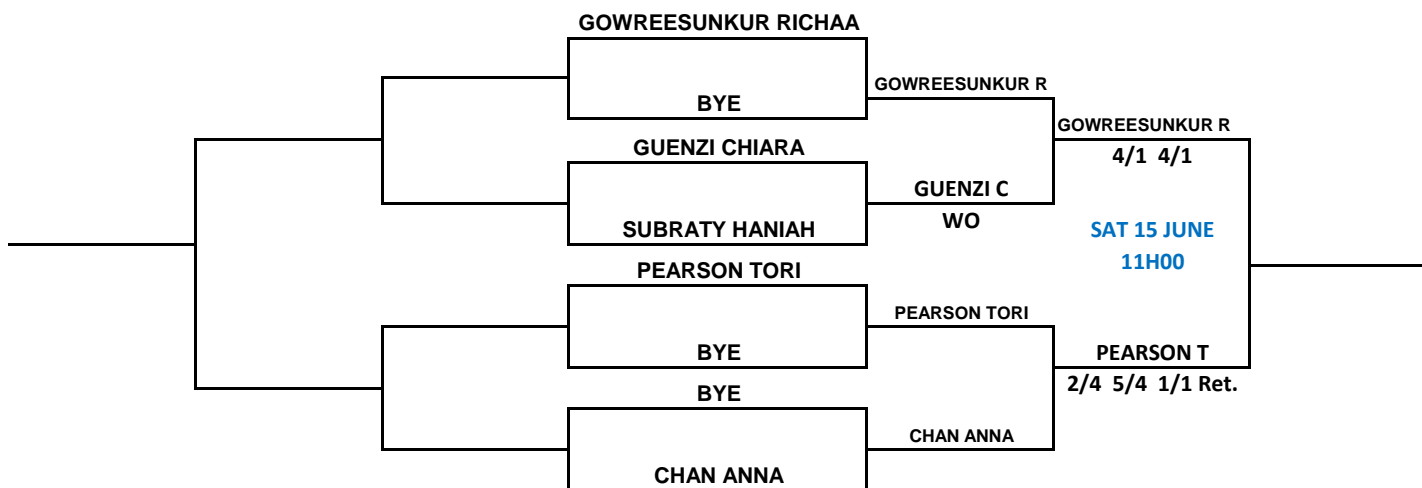 GOWREESUNKUR RICHAA
GOWREESUNKUR R
BYE
GOWREESUNKUR R
4/1 4/1
GUENZI CHIARA
GUENZI C
WO
SUBRATY HANIAH
SAT 15 JUNE
11H00
PEARSON TORI
PEARSON TORI
BYE
PEARSON T
2/4 5/4 1/1 Ret.
BYE
CHAN ANNA
CHAN ANNA